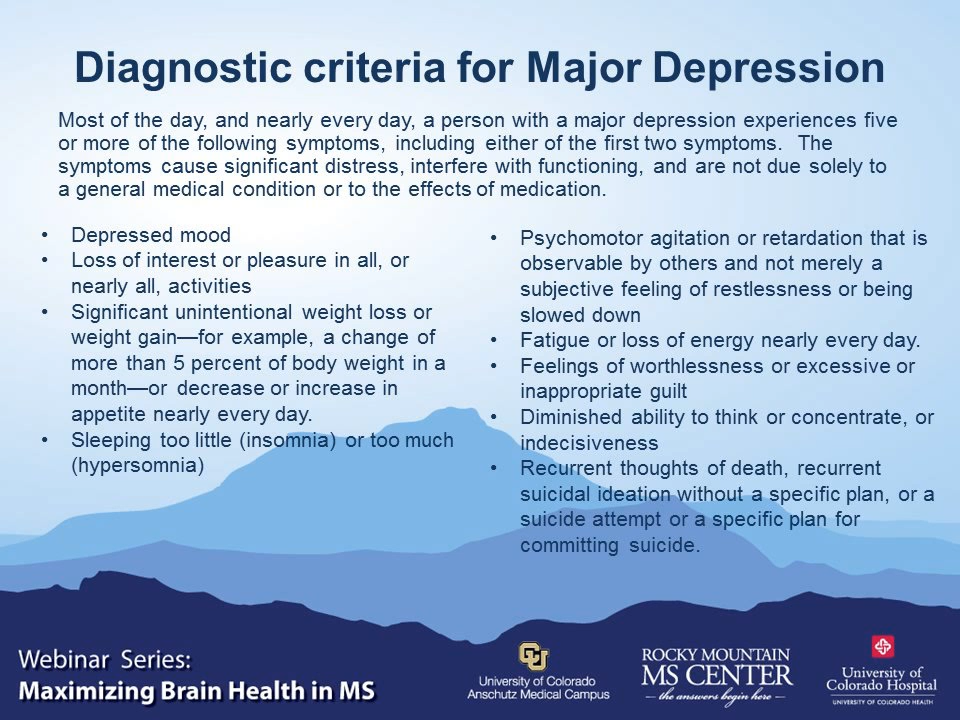 Diagnostic criteria for Major Depression
Most of the day, and nearly every day, a person with a major depression experiences five
or more of the following symptoms, including either of the first two symptoms. The
symptoms cause significant distress, interfere with functioning, and are not due solely to
a general medical condition or to the effects of medication.
• Depressed mood
• Loss of interest or pleasure in all, or
nearly all, activities
• Significant unintentional weight loss or
weight gain—for example, a change of
more than 5 percent of body weight in a
month—or decrease or increase in
appetite nearly every day.
• Sleeping too little (insomnia) or too much
(hypersomnia)
• Psychomotor agitation or retardation that is
observable by others and not merely a
subjective feeling of restlessness or being
slowed down
• Fatigue or loss of energy nearly every day.
• Feelings of worthlessness or excessive or
inappropriate guilt
• Diminished ability to think or concentrate, or
indecisiveness
• Recurrent thoughts of death, recurrent
suicidal ideation without a specific plan, or a
suicide attempt or a specific plan for
committing suicide.
Webinar Series:
Maximizing Brain Health in MS
CU
University of Colorado
Anschutz Medical Campus
ROCKY MOUNTAIN
MS CENTER
the answers begin here
University of
Colorado Hospital
UNIVERSITY OF COLORADO HEALTH